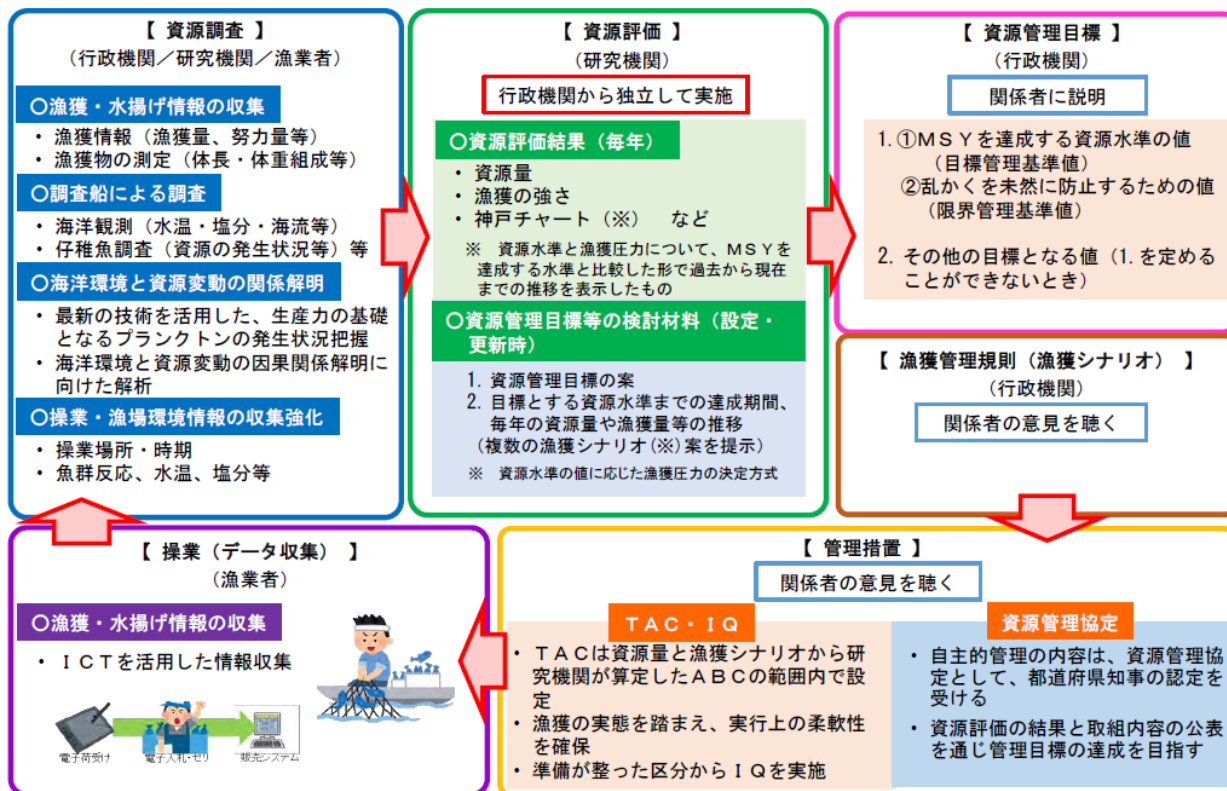 【 資源調査 】
(行政機関／研究機関／漁業者)
○漁獲・水揚げ情報の収集
・ 漁獲情報（漁獲量、努力量等）
・ 漁獲物の測定（体長・体重組成等）
○調査船による調査
・ 海洋観測（水温・塩分・海流等）
・ 仔稚魚調査（資源の発生状況等）等
○海洋環境と資源変動の関係解明
・ 最新の技術を活用した、生産力の基礎
となるプランクトンの発生状況把握
・ 海洋環境と資源変動の因果関係解明に
向けた解析
○操業・漁場環境情報の収集強化
・ 操業場所・時期
・ 魚群反応、水温、塩分等
【 資源評価 】
(研究機関)
行政機関から独立して実施
○資源評価結果（毎年）
・ 資源量
・ 漁獲の強さ
・ 神戸チャート（※） など
※ 資源水準と漁獲圧力について、ＭＳＹを
達成する水準と比較した形で過去から現在
までの推移を表示したもの
○資源管理目標等の検討材料（設定・
更新時）
1. 資源管理目標の案
2. 目標とする資源水準までの達成期間、
毎年の資源量や漁獲量等の推移
（複数の漁獲シナリオ(※)案を提示）
※ 資源水準の値に応じた漁獲圧力の決定方式
【 資源管理目標 】
(行政機関)
関係者に説明
1. ①ＭＳＹを達成する資源水準の値
（目標管理基準値）
②乱かくを未然に防止するための値
（限界管理基準値）
2. その他の目標となる値（1. を定める
ことができないとき）
【 漁獲管理規則（漁獲シナリオ） 】
(行政機関)
関係者の意見を聴く
【 管理措置 】
関係者の意見を聴く
ＴＡＣ・ＩＱ
・ ＴＡＣは資源量と漁獲シナリオから研
究機関が算定したＡＢＣの範囲内で設
定
・ 漁獲の実態を踏まえ、実行上の柔軟性
を確保
・ 準備が整った区分からＩＱを実施
資源管理協定
・ 自主的管理の内容は、資源管理協
定として、都道府県知事の認定を
受ける
・ 資源評価の結果と取組内容の公表
を通じ管理目標の達成を目指す
【 操業（データ収集） 】
(漁業者)
○漁獲・水揚げ情報の収集
・ ＩＣＴを活用した情報収集
電子荷受け 電子入札・セリ 販売システム